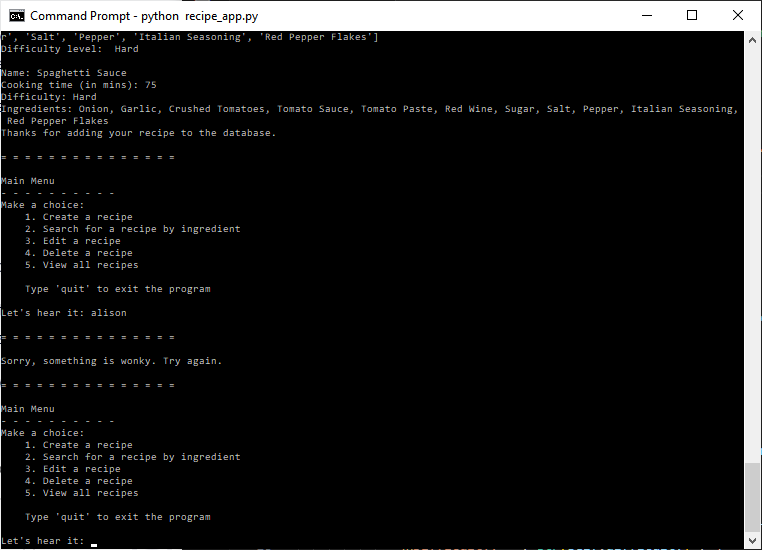 Command Prompt - python recipe_app.py
r', 'Salt', 'Pepper', 'Italian Seasoning', 'Red Pepper Flakes']
Difficulty level:  Hard
Name: Spaghetti Sauce
Cooking time (in mins): 75
Difficulty: Hard
Ingredients: Onion, Garlic, Crushed Tomatoes, Tomato Sauce, Tomato Paste, Red Wine, Sugar, Salt, Pepper, Italian Seasoning,
Red Pepper Flakes
Thanks for adding your recipe to the database.
= = = = = = = = = = = = = = =
Main Menu
- - - - - - - - - -
Make a choice:
1. Create a recipe
2. Search for a recipe by ingredient
3. Edit a recipe
4. Delete a recipe
5. View all recipes
Type 'quit' to exit the program
Let's hear it: alison
= = = = = = = = = = = = = = =
Sorry, something is wonky. Try again.
= = = = = = = = = = = = = = =
Main Menu
- - - - - - - - - -
Make a choice:
1. Create a recipe
2. Search for a recipe by ingredient
3. Edit a recipe
4. Delete a recipe
5. View all recipes
Type 'quit' to exit the program
Let's hear it: